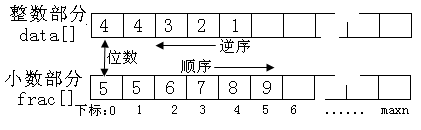 整数部分
data[]
4 4 3 2 1
位数
逆序
顺序
小数部分
frac[]
5 5 6 7 8 9
下标:0 1 2 3 4 5 6 ...... maxn